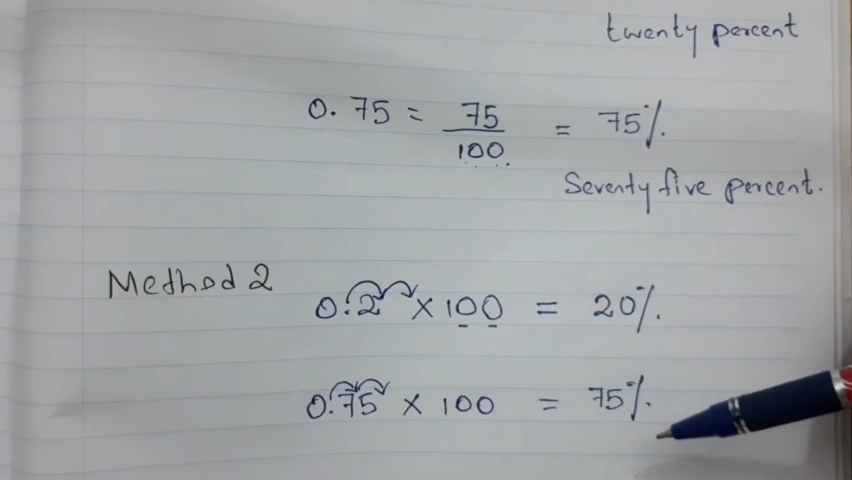 twenty percent
0.75 = 75/100 = 75%.
Seventy five percent.
Method 2
0.2 × 100 = 20%.
0.75 × 100 = 75%.